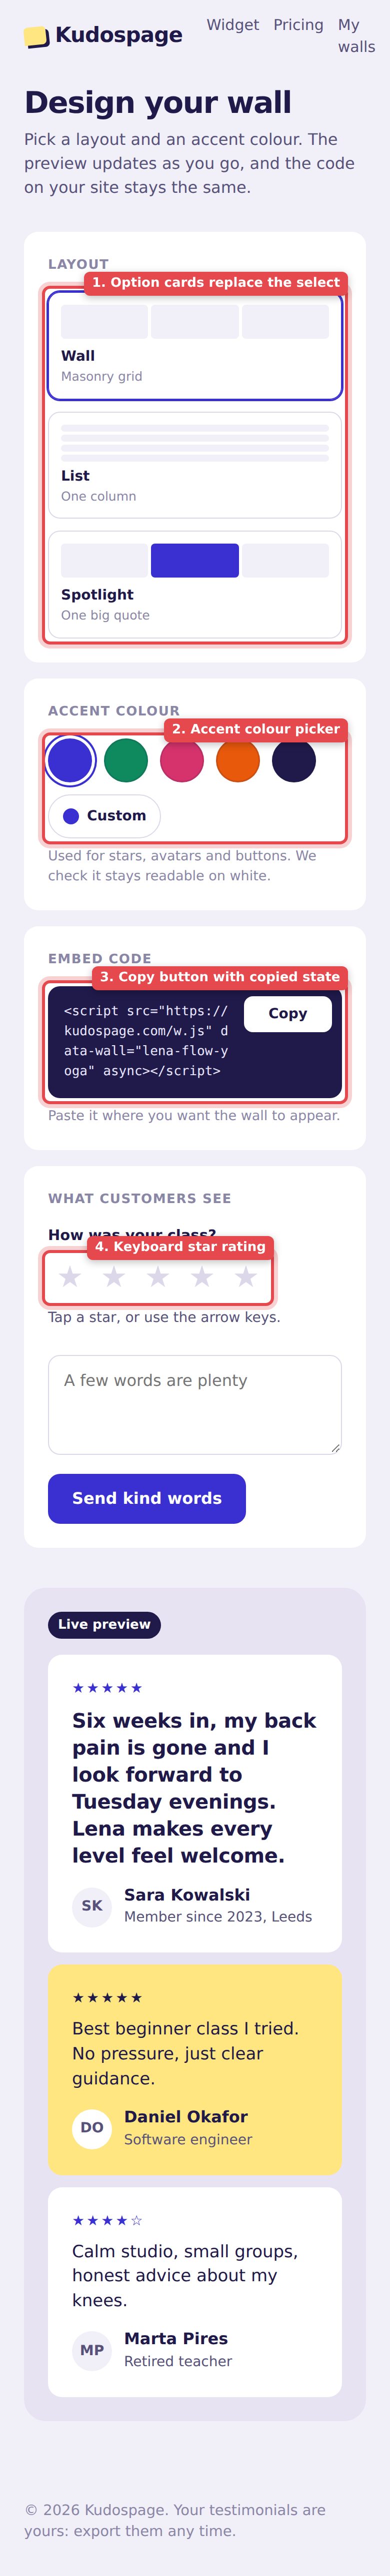 Kudospage
Widget Pricing My walls
Design your wall
Pick a layout and an accent colour. The
preview updates as you go, and the code
on your site stays the same.
LAYOUT
1. Option cards replace the select
Wall
Masonry grid
List
One column
Spotlight
One big quote
ACCENT COLOUR
2. Accent colour picker
Custom
Used for stars, avatars and buttons. We
check it stays readable on white.
EMBED CODE
3. Copy button with copied state
<script src="https://
kudospage.com/w.js" d
ata-wall="lena-flow-y
oga" async></script>
Copy
Paste it where you want the wall to appear.
WHAT CUSTOMERS SEE
How was your class?
4. Keyboard star rating
★ ★ ★ ★ ★
Tap a star, or use the arrow keys.
A few words are plenty
Send kind words
Live preview
★★★★★
Six weeks in, my back
pain is gone and I
look forward to
Tuesday evenings.
Lena makes every
level feel welcome.
SK
Sara Kowalski
Member since 2023, Leeds
★★★★★
Best beginner class I tried.
No pressure, just clear
guidance.
DO
Daniel Okafor
Software engineer
★★★★☆
Calm studio, small groups,
honest advice about my
knees.
MP
Marta Pires
Retired teacher
© 2026 Kudospage. Your testimonials are
yours: export them any time.